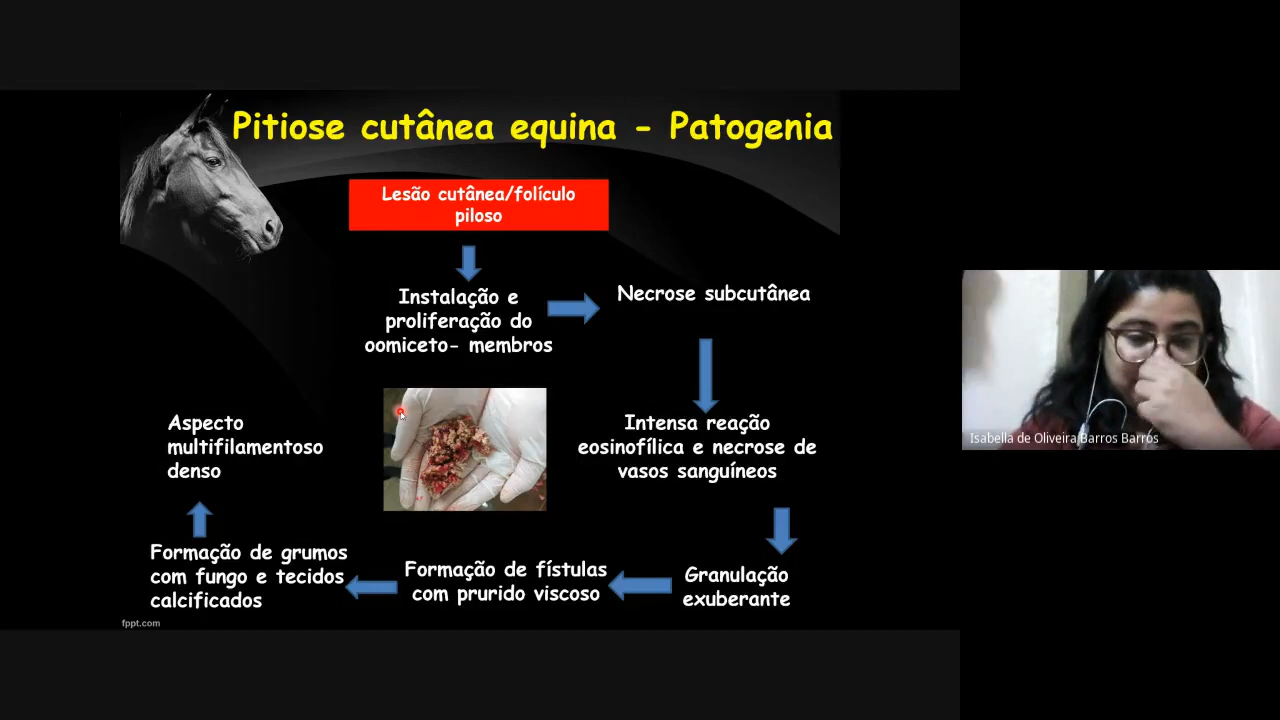 Pitiose cutânea equina - Patogenia
Lesão cutânea/folículo
piloso
Instalação e
proliferação do
oomiceto- membros
Necrose subcutânea
Intensa reação
eosinofílica e necrose de
vasos sanguíneos
Granulação
exuberante
Formação de fístulas
com prurido viscoso
Formação de grumos
com fungo e tecidos
calcificados
Aspecto
multifilamentoso
denso
fppt.com
Isabella de Oliveira Barros Barros